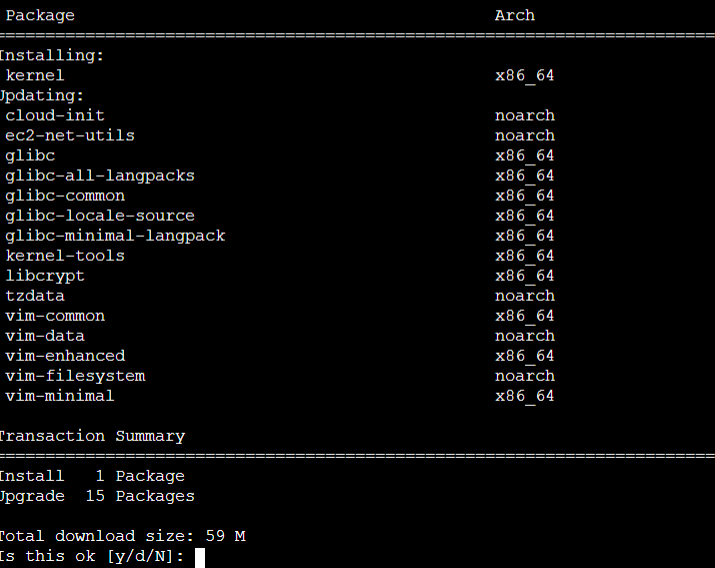 Package Arch
================================================================================
Installing:
kernel x86_64
Updating:
cloud-init noarch
ec2-net-utils noarch
glibc x86_64
glibc-all-langpacks x86_64
glibc-common x86_64
glibc-locale-source x86_64
glibc-minimal-langpack x86_64
kernel-tools x86_64
libcrypt x86_64
tzdata noarch
vim-common x86_64
vim-data noarch
vim-enhanced x86_64
vim-filesystem noarch
vim-minimal x86_64
Transaction Summary
================================================================================
Install 1 Package
Upgrade 15 Packages
Total download size: 59 M
Is this ok [y/d/N]: